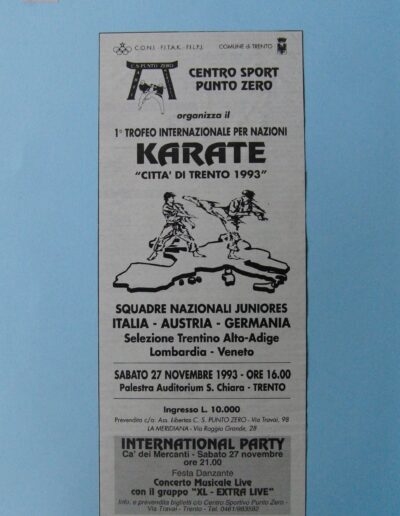 C.O.N.I. - F.I.T.A.K. - F.I.L.P.J. COMUNE di TRENTO
C. S. PUNTO ZERO
CENTRO SPORT
PUNTO ZERO
organizza il
1° TROFEO INTERNAZIONALE PER NAZIONI
KARATE
"CITTA' DI TRENTO 1993"
SQUADRE NAZIONALI JUNIORES
ITALIA - AUSTRIA - GERMANIA
Selezione Trentino Alto-Adige
Lombardia - Veneto
SABATO 27 NOVEMBRE 1993 - ORE 16.00
Palestra Auditorium S. Chiara - TRENTO
Ingresso L. 10.000
Prevendita c/o: Ass. Libertas C. S. PUNTO ZERO - Via Travai, 98
LA MERIDIANA - Via Roggia Grande, 28
INTERNATIONAL PARTY
Ca' dei Mercanti - Sabato 27 novembre
ore 21.00
Festa Danzante
Concerto Musicale Live
con il gruppo "XL - EXTRA LIVE"
Info. e prevendita biglietti c/o Centro Sportivo Punto Zero -
Via Travai - Trento - Tel. 0461/983592